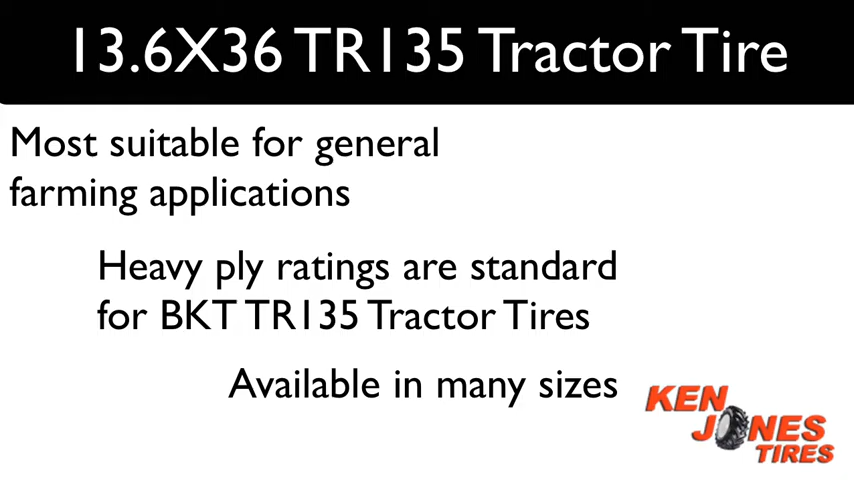 13.6X36 TR135 Tractor Tire
Most suitable for general
farming applications
Heavy ply ratings are standard
for BKT TR135 Tractor Tires
Available in many sizes
KEN
JONES
TIRES